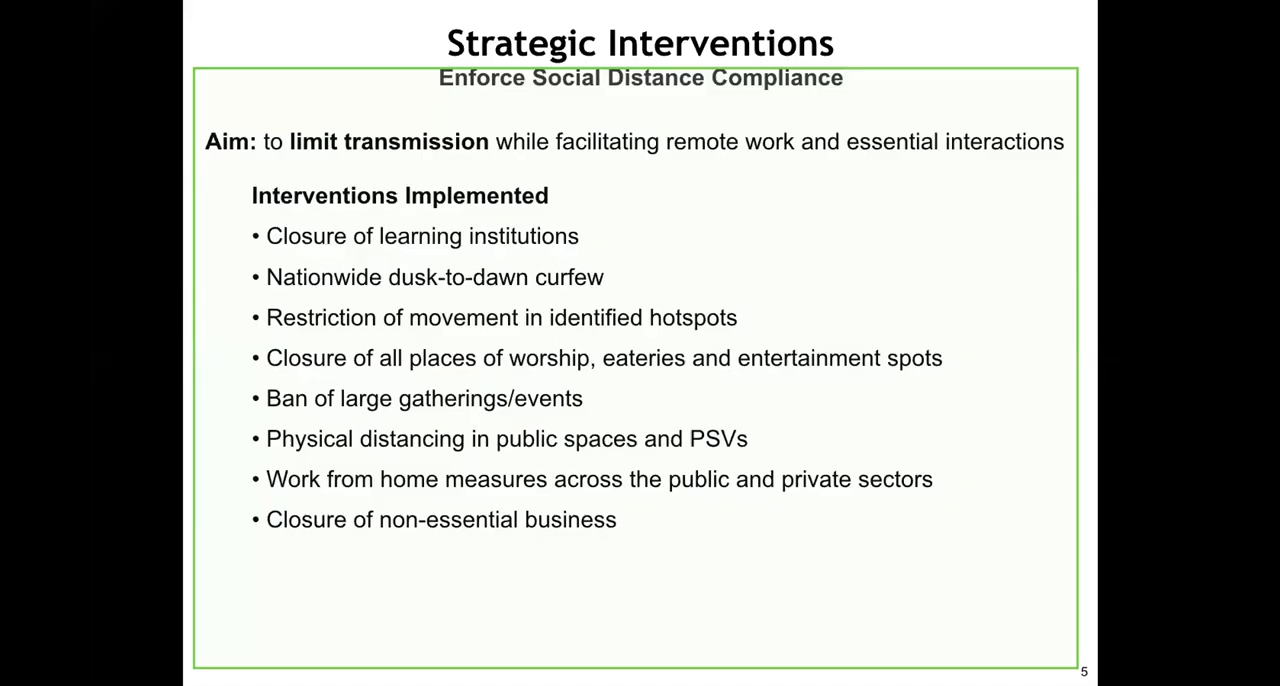 Strategic Interventions
Enforce Social Distance Compliance
Aim: to limit transmission while facilitating remote work and essential interactions
Interventions Implemented
• Closure of learning institutions
• Nationwide dusk-to-dawn curfew
• Restriction of movement in identified hotspots
• Closure of all places of worship, eateries and entertainment spots
• Ban of large gatherings/events
• Physical distancing in public spaces and PSVs
• Work from home measures across the public and private sectors
• Closure of non-essential business
5